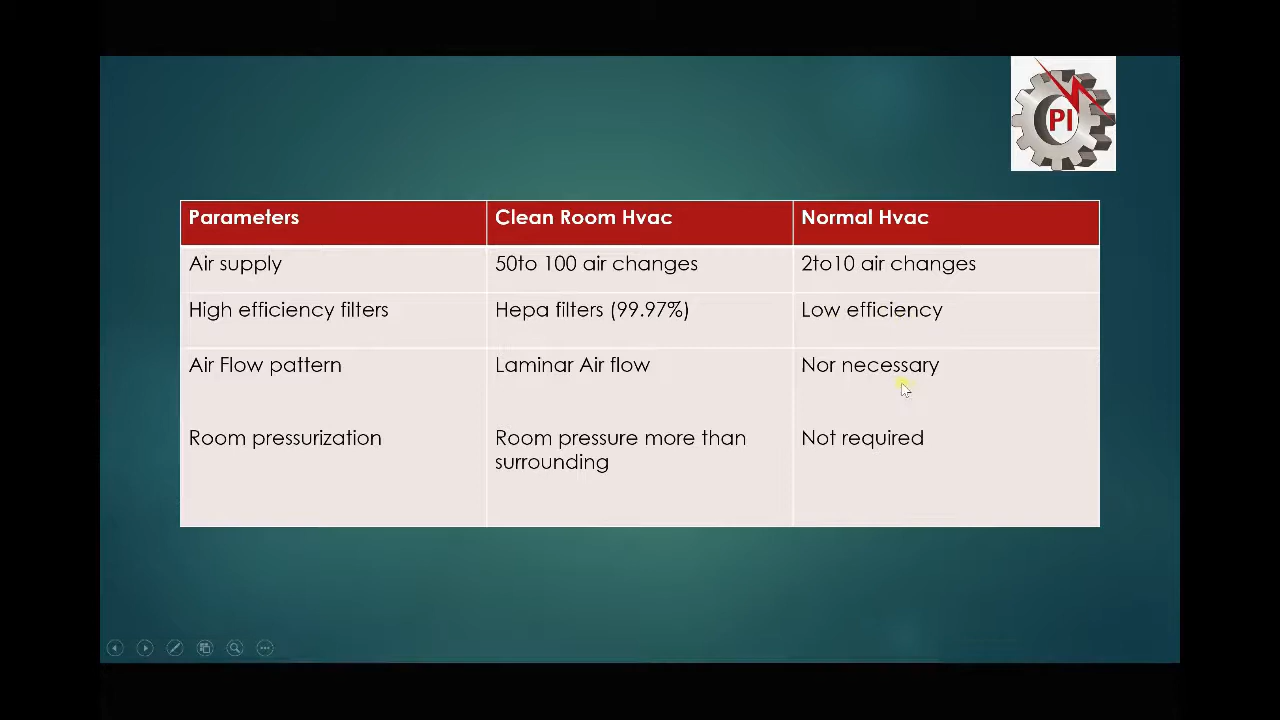 PI
Parameters Clean Room Hvac Normal Hvac
Air supply 50to 100 air changes 2to10 air changes
High efficiency filters Hepa filters (99.97%) Low efficiency
Air Flow pattern Laminar Air flow Nor necessary
Room pressurization Room pressure more than Not required
surrounding